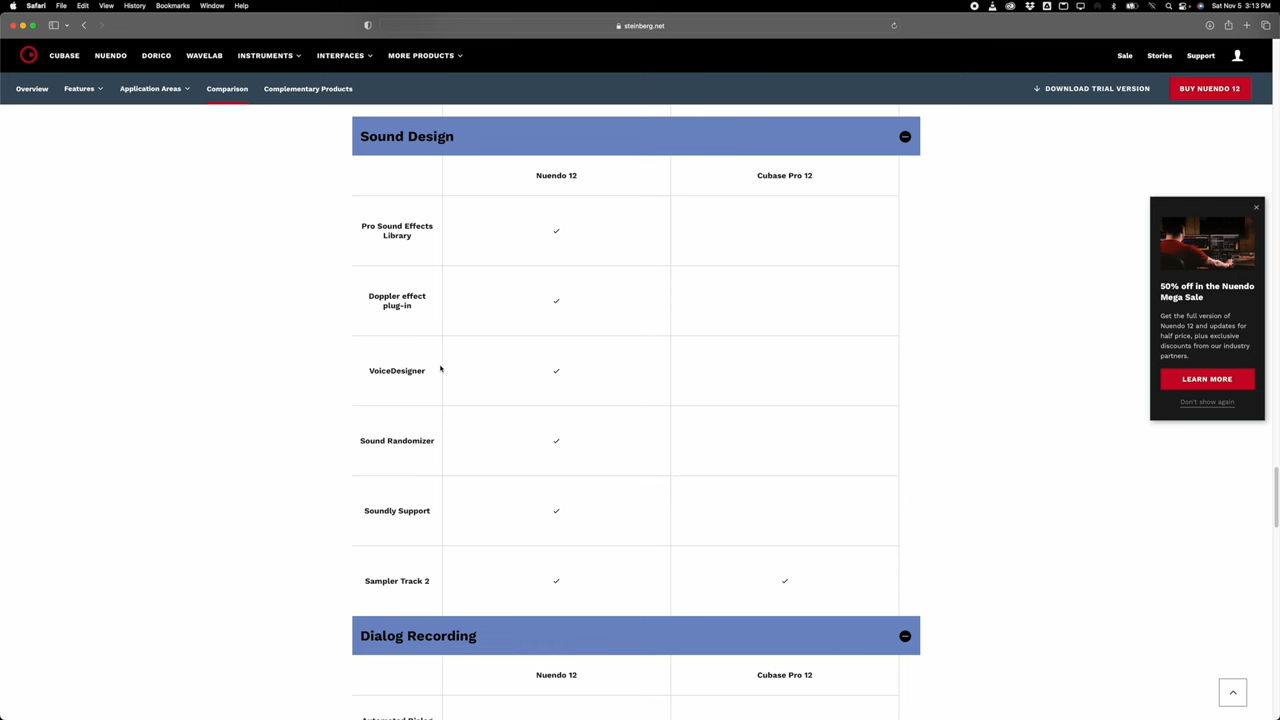 Safari File Edit View History Bookmarks Window Help
Sat Nov 5 3:13 PM
steinberg.net
CUBASE NUENDO DORICO WAVELAB INSTRUMENTS INTERFACES MORE PRODUCTS
Sale Stories Support
Overview Features Application Areas Comparison Complementary Products
DOWNLOAD TRIAL VERSION
BUY NUENDO 12
Sound Design
Nuendo 12
Cubase Pro 12
Pro Sound Effects
Library
Doppler effect
plug-in
VoiceDesigner
Sound Randomizer
Soundly Support
Sampler Track 2
Dialog Recording
Nuendo 12
Cubase Pro 12
Automated Dialog
50% off in the Nuendo
Mega Sale
Get the full version of
Nuendo 12 and updates for
half price, plus exclusive
discounts from our industry
partners.
LEARN MORE
Don't show again